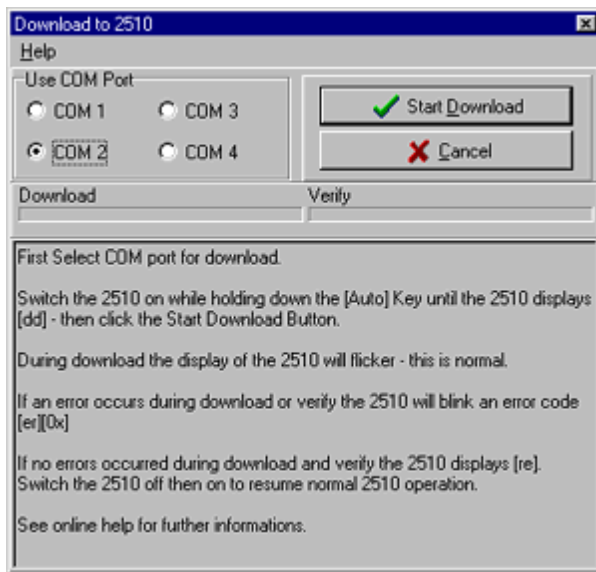 Download to 2510
Help
Use COM Port
COM 1
COM 3
COM 2
COM 4
Start Download
Cancel
Download
Verify
First Select COM port for download.
Switch the 2510 on while holding down the [Auto] Key until the 2510 displays
[dd] - then click the Start Download Button.
During download the display of the 2510 will flicker - this is normal.
If an error occurs during download or verify the 2510 will blink an error code
[er][0x]
If no errors occurred during download and verify the 2510 displays [re].
Switch the 2510 off then on to resume normal 2510 operation.
See online help for further informations.